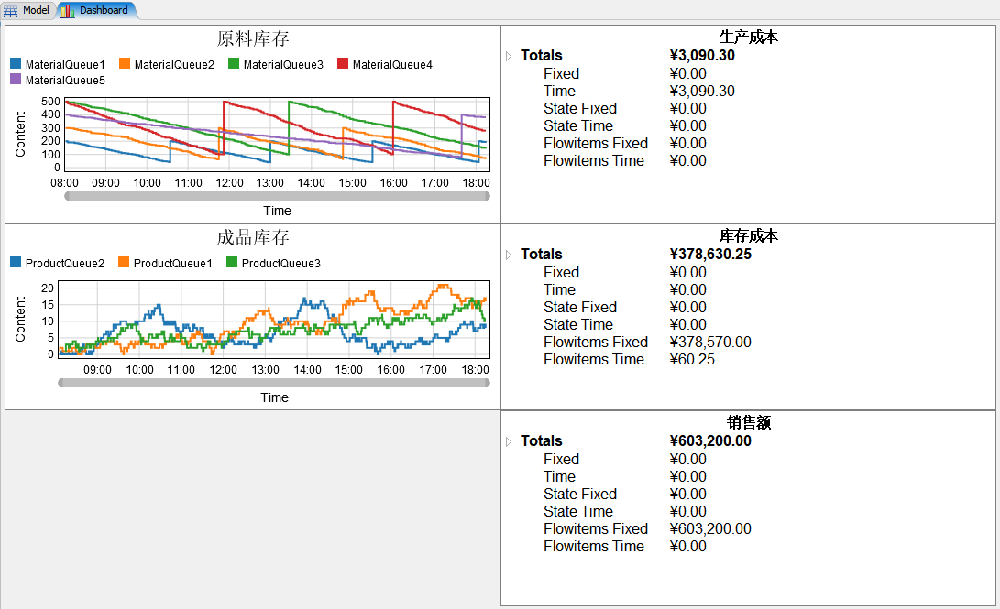 Model Dashboard
原料库存
MaterialQueue1 MaterialQueue2 MaterialQueue3 MaterialQueue4
MaterialQueue5
Content
500
400
300
200
100
0
08:00 09:00 10:00 11:00 12:00 13:00 14:00 15:00 16:00 17:00 18:00
Time
生产成本
Totals ¥3,090.30
Fixed ¥0.00
Time ¥3,090.30
State Fixed ¥0.00
State Time ¥0.00
Flowitems Fixed ¥0.00
Flowitems Time ¥0.00
成品库存
ProductQueue2 ProductQueue1 ProductQueue3
Content
20
15
10
5
0
09:00 10:00 11:00 12:00 13:00 14:00 15:00 16:00 17:00 18:00
Time
库存成本
Totals ¥378,630.25
Fixed ¥0.00
Time ¥0.00
State Fixed ¥0.00
State Time ¥0.00
Flowitems Fixed ¥378,570.00
Flowitems Time ¥60.25
销售额
Totals ¥603,200.00
Fixed ¥0.00
Time ¥0.00
State Fixed ¥0.00
State Time ¥0.00
Flowitems Fixed ¥603,200.00
Flowitems Time ¥0.00